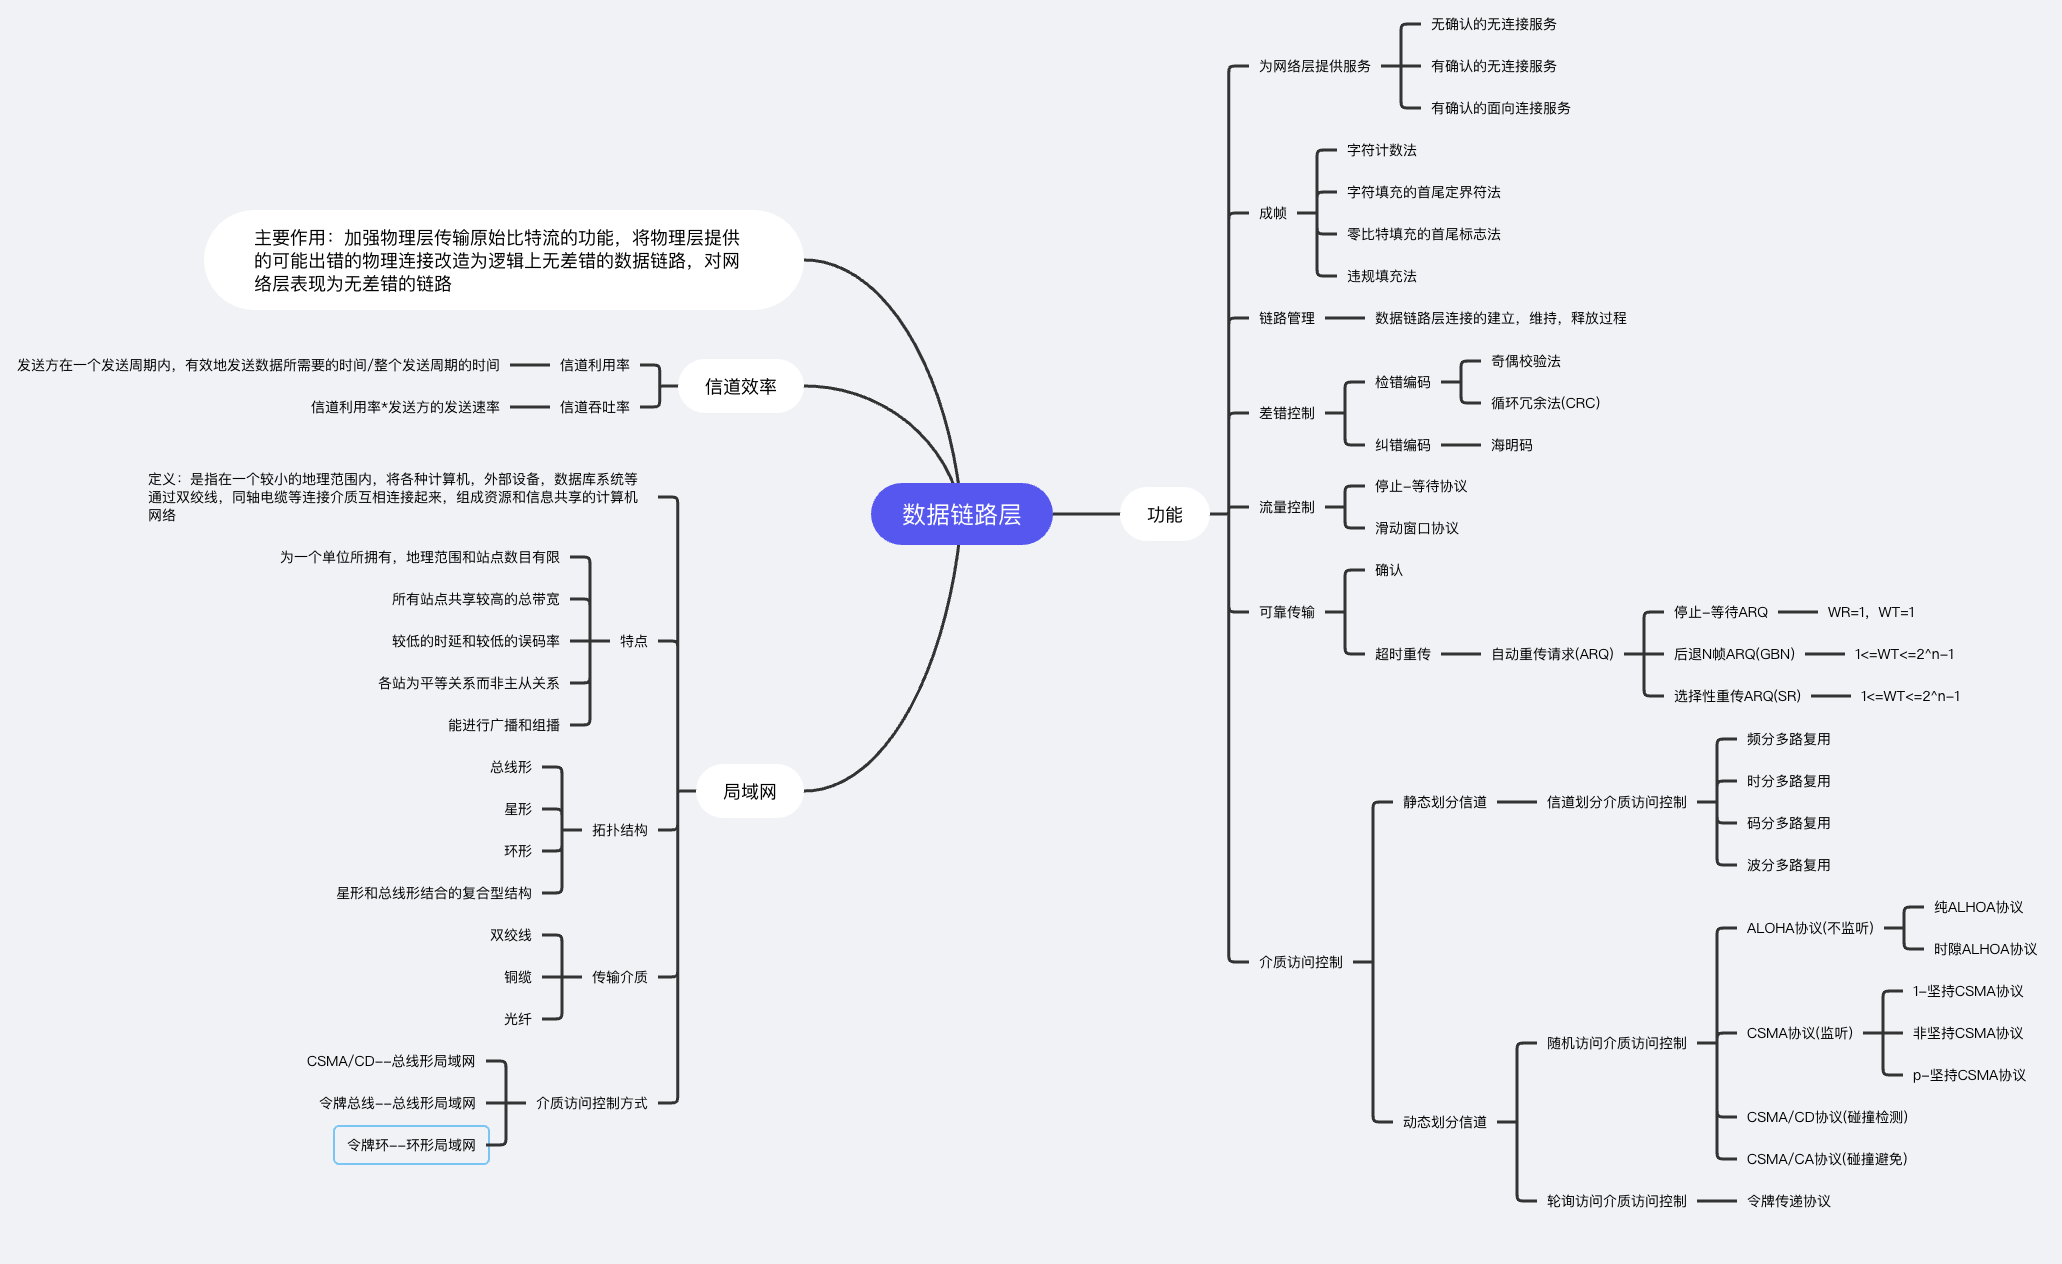 数据链路层
主要作用：加强物理层传输原始比特流的功能，将物理层提供
的可能出错的物理连接改造为逻辑上无差错的数据链路，对网
络层表现为无差错的链路
信道效率
信道利用率
发送方在一个发送周期内，有效地发送数据所需要的时间/整个发送周期的时间
信道吞吐率
信道利用率*发送方的发送速率
局域网
定义：是指在一个较小的地理范围内，将各种计算机，外部设备，数据库系统等
通过双绞线，同轴电缆等连接介质互相连接起来，组成资源和信息共享的计算机
网络
特点
为一个单位所拥有，地理范围和站点数目有限
所有站点共享较高的总带宽
较低的时延和较低的误码率
各站为平等关系而非主从关系
能进行广播和组播
拓扑结构
总线形
星形
环形
星形和总线形结合的复合型结构
传输介质
双绞线
铜缆
光纤
介质访问控制方式
CSMA/CD--总线形局域网
令牌总线--总线形局域网
令牌环--环形局域网
功能
为网络层提供服务
无确认的无连接服务
有确认的无连接服务
有确认的面向连接服务
成帧
字符计数法
字符填充的首尾定界符法
零比特填充的首尾标志法
违规填充法
链路管理
数据链路层连接的建立，维持，释放过程
差错控制
检错编码
奇偶校验法
循环冗余法(CRC)
纠错编码
海明码
流量控制
停止-等待协议
滑动窗口协议
可靠传输
确认
超时重传
自动重传请求(ARQ)
停止-等待ARQ
WR=1，WT=1
后退N帧ARQ(GBN)
1<=WT<=2^n-1
选择性重传ARQ(SR)
1<=WT<=2^n-1
介质访问控制
静态划分信道
信道划分介质访问控制
频分多路复用
时分多路复用
码分多路复用
波分多路复用
动态划分信道
随机访问介质访问控制
ALOHA协议(不监听)
纯ALHOA协议
时隙ALHOA协议
CSMA协议(监听)
1-坚持CSMA协议
非坚持CSMA协议
p-坚持CSMA协议
CSMA/CD协议(碰撞检测)
CSMA/CA协议(碰撞避免)
轮询访问介质访问控制
令牌传递协议